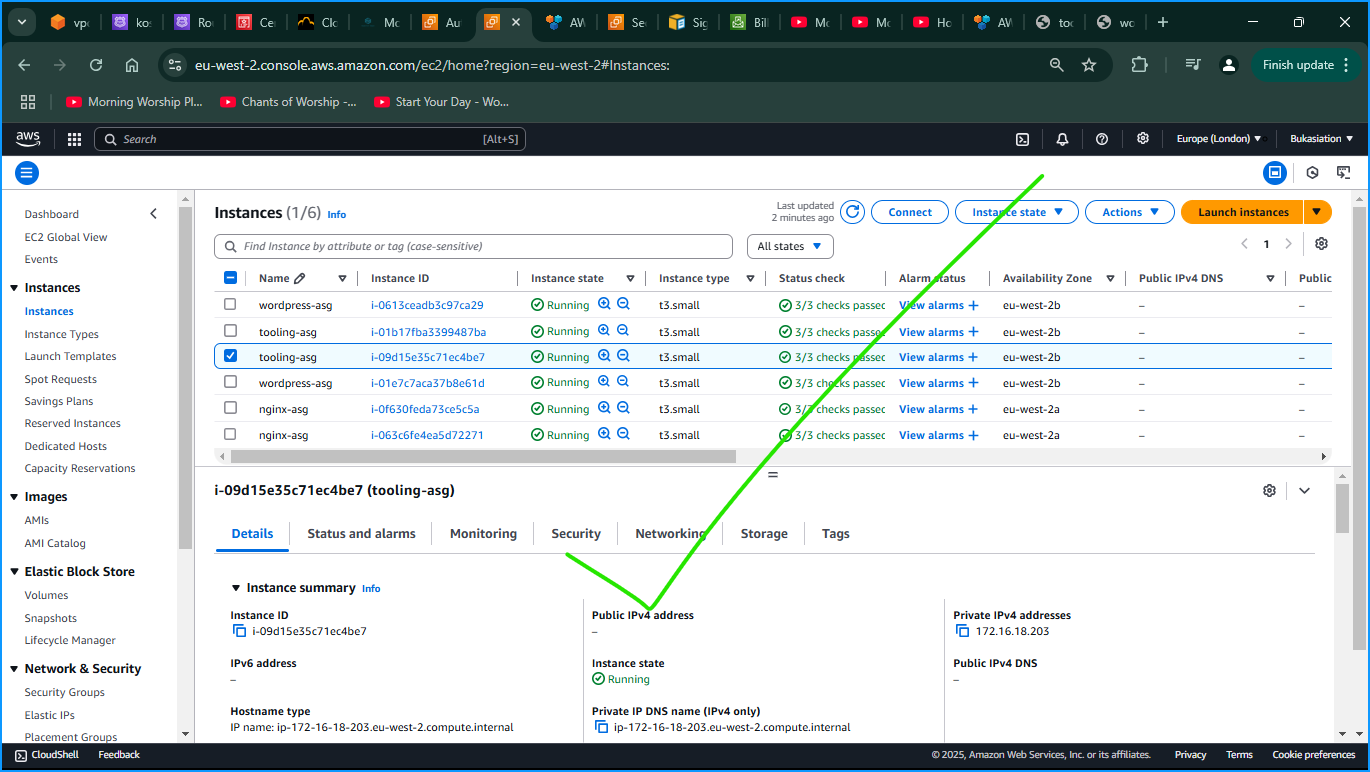 vpc
kos
Ro
Ce
Clo
Mo
Au
AW
Se
Sig
Bill
Mo
Mo
Ho
AW
too
wo
eu-west-2.console.aws.amazon.com/ec2/home?region=eu-west-2#Instances:
Finish update
Morning Worship Pl...
Chants of Worship -...
Start Your Day - Wo...
aws
Search
[Alt+S]
Europe (London)
Bukasiation
Dashboard
EC2 Global View
Events
Instances
Instances
Instance Types
Launch Templates
Spot Requests
Savings Plans
Reserved Instances
Dedicated Hosts
Capacity Reservations
Images
AMIs
AMI Catalog
Elastic Block Store
Volumes
Snapshots
Lifecycle Manager
Network & Security
Security Groups
Elastic IPs
Placement Groups
Instances (1/6) Info
Last updated
2 minutes ago
Connect
Instance state
Actions
Launch instances
Find Instance by attribute or tag (case-sensitive)
All states
1
Name Instance ID Instance state Instance type Status check Alarm status Availability Zone Public IPv4 DNS Public
wordpress-asg i-0613ceadb3c97ca29 Running t3.small 3/3 checks passed View alarms + eu-west-2b – –
tooling-asg i-01b17fba3399487ba Running t3.small 3/3 checks passed View alarms + eu-west-2b – –
tooling-asg i-09d15e35c71ec4be7 Running t3.small 3/3 checks passed View alarms + eu-west-2b – –
wordpress-asg i-01e7c7aca37b8e61d Running t3.small 3/3 checks passed View alarms + eu-west-2b – –
nginx-asg i-0f630feda73ce5c5a Running t3.small 3/3 checks passed View alarms + eu-west-2a – –
nginx-asg i-063c6fe4ea5d72271 Running t3.small 3/3 checks passed View alarms + eu-west-2a – –
i-09d15e35c71ec4be7 (tooling-asg)
Details Status and alarms Monitoring Security Networking Storage Tags
Instance summary Info
Instance ID
i-09d15e35c71ec4be7
Public IPv4 address
–
Private IPv4 addresses
172.16.18.203
IPv6 address
–
Instance state
Running
Public IPv4 DNS
–
Hostname type
IP name: ip-172-16-18-203.eu-west-2.compute.internal
Private IP DNS name (IPv4 only)
ip-172-16-18-203.eu-west-2.compute.internal
CloudShell Feedback
© 2025, Amazon Web Services, Inc. or its affiliates. Privacy Terms Cookie preferences